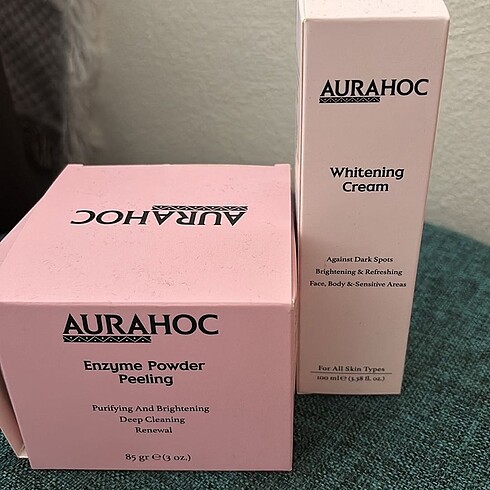 AURAHOC
AURAHOC
Enzyme Powder
Peeling
Purifying And Brightening
Deep Cleaning
Renewal
85 gr ℮ (3 oz.)
AURAHOC
Whitening
Cream
Against Dark Spots
Brightening & Refreshing
Face, Body &-Sensitive Areas
For All Skin Types
100 ml ℮ (3,38 fl. oz.)